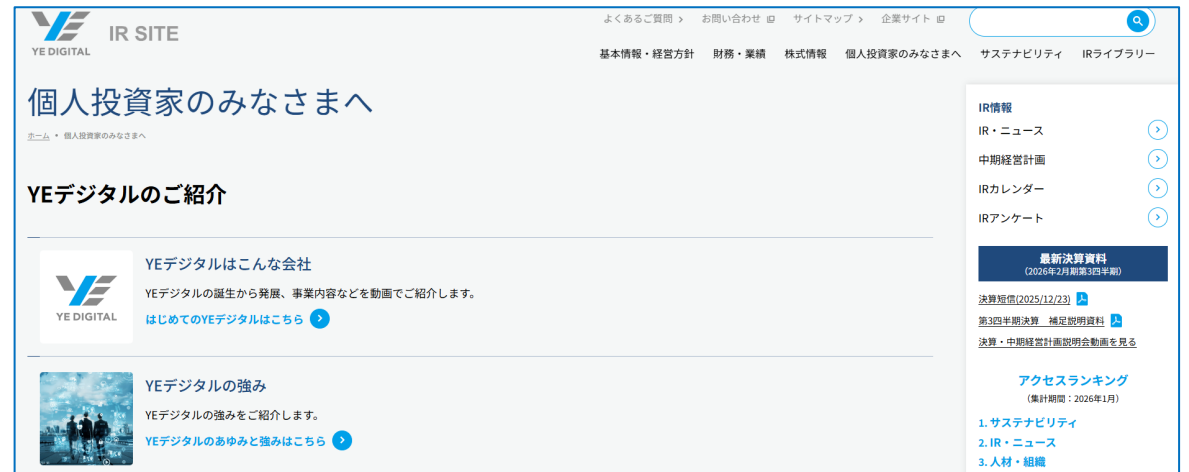 YE DIGITAL
IR SITE
よくあるご質問
お問い合わせ
サイトマップ
企業サイト
基本情報・経営方針
財務・業績
株式情報
個人投資家のみなさまへ
サステナビリティ
IRライブラリー
個人投資家のみなさまへ
ホーム・個人投資家のみなさまへ
YEデジタルのご紹介
YE DIGITAL
YEデジタルはこんな会社
YEデジタルの誕生から発展、事業内容などを動画でご紹介します。
はじめてのYEデジタルはこちら
YEデジタルの強み
YEデジタルの強みをご紹介します。
YEデジタルのあゆみと強みはこちら
IR情報
IR・ニュース
中期経営計画
IRカレンダー
IRアンケート
最新決算資料
(2026年2月期第3四半期)
決算短信(2025/12/23)
第3四半期決算 補足説明資料
決算・中期経営計画説明会動画を見る
アクセスランキング
(集計期間：2026年1月)
1. サステナビリティ
2. IR・ニュース
3. 人材・組織